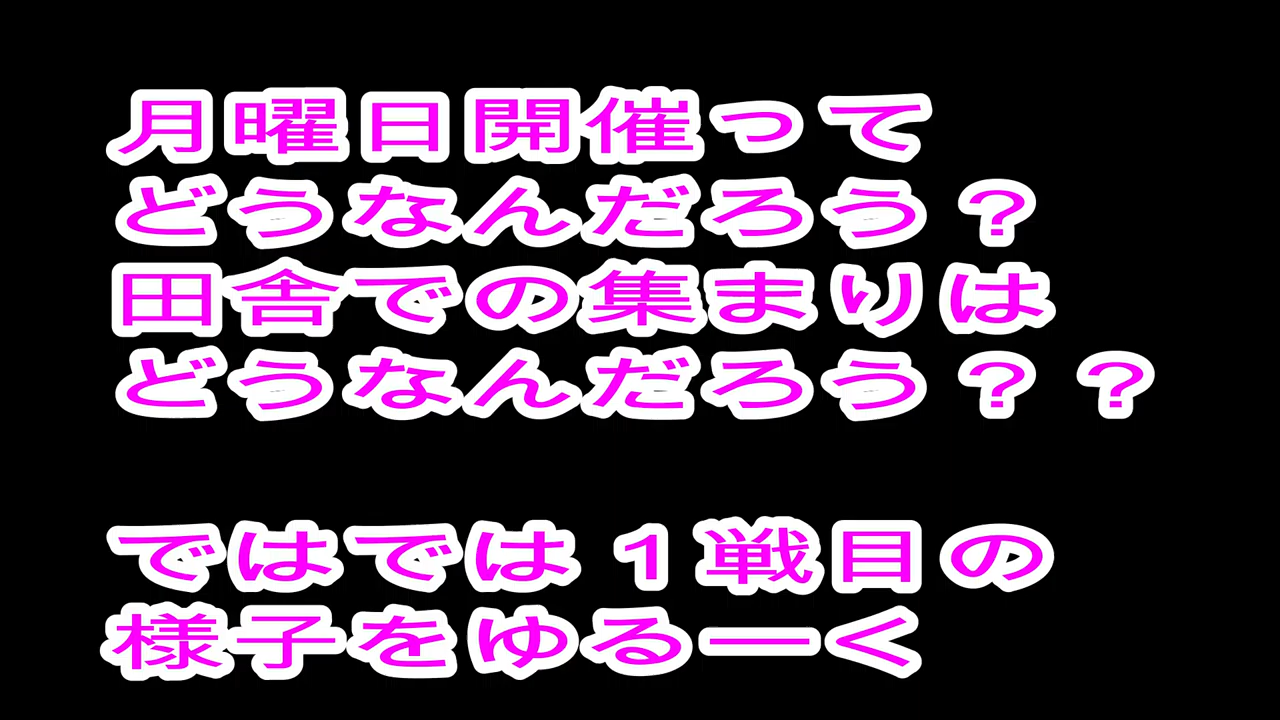 月曜日開催って
どうなんだろう？
田舎での集まりは
どうなんだろう？？
ではでは１戦目の
様子をゆるーく